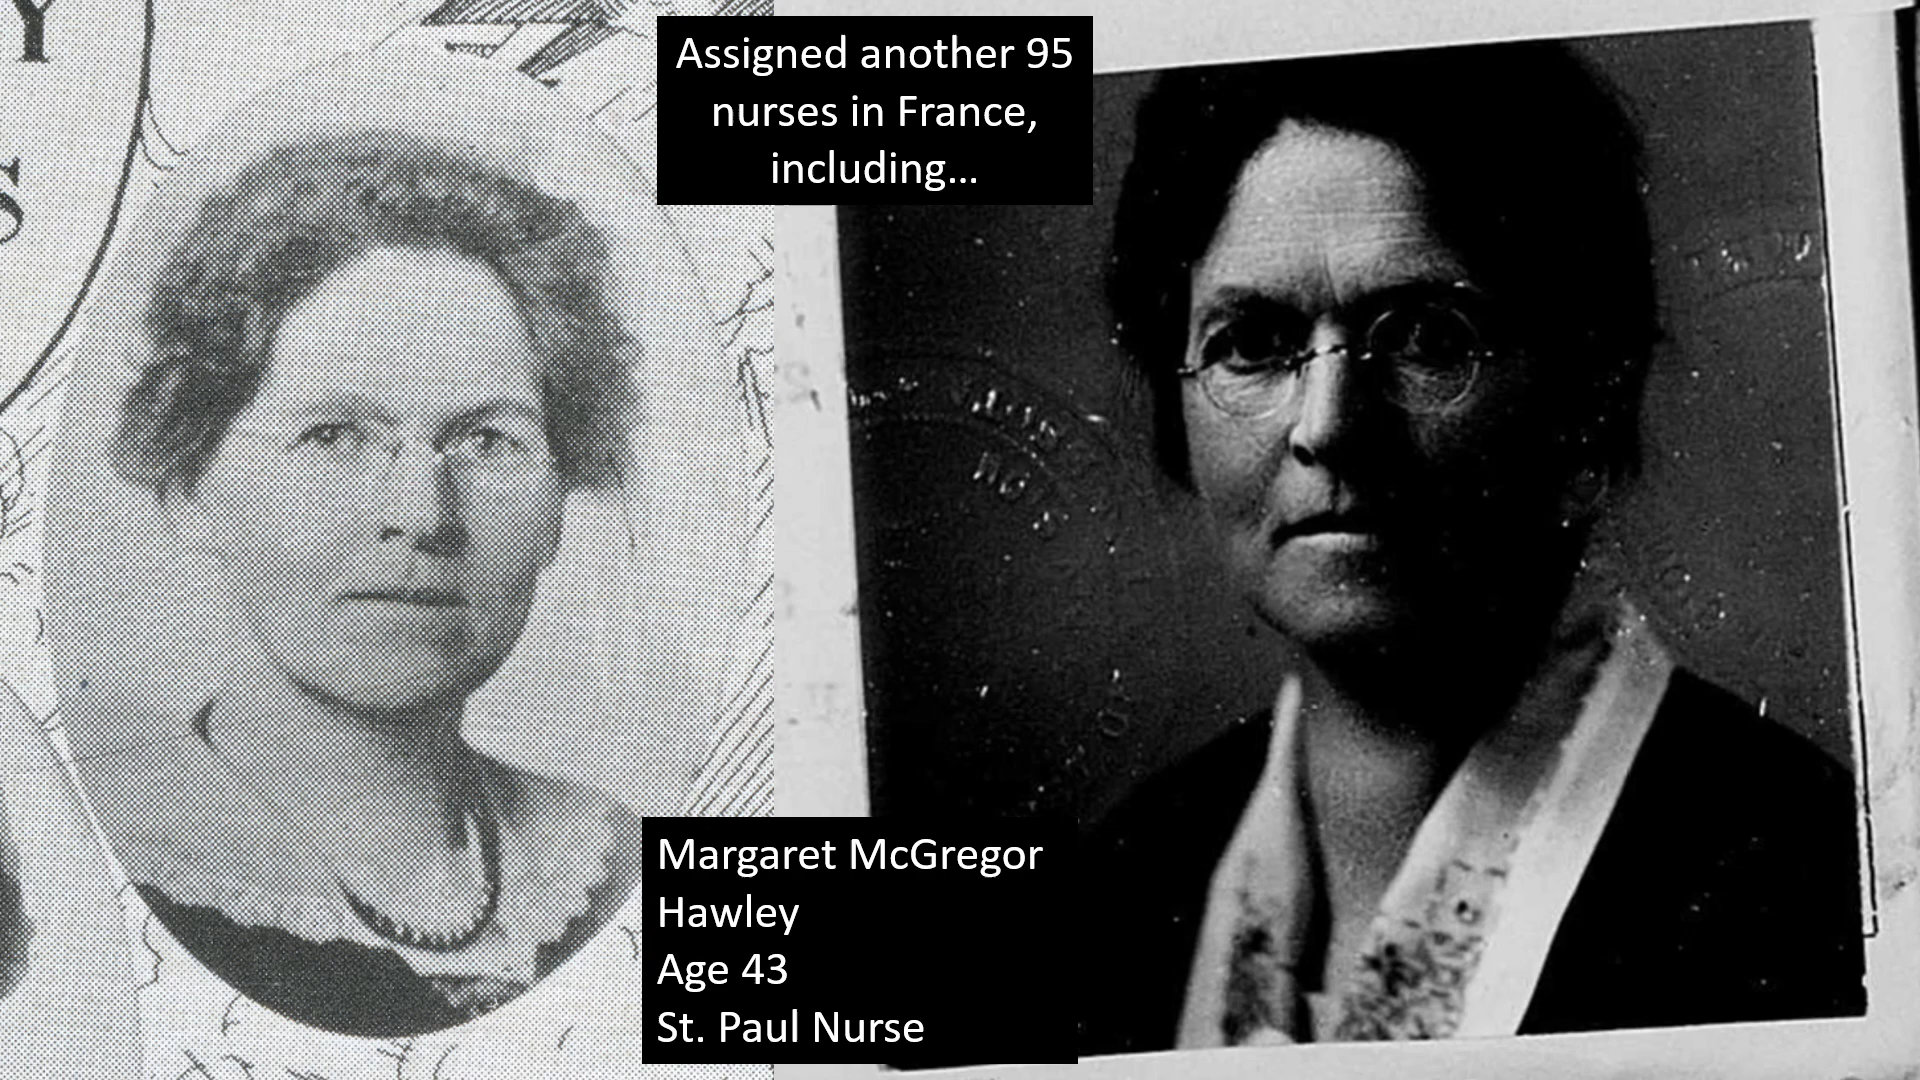 Y
S
Assigned another 95
nurses in France,
including...
Margaret McGregor
Hawley
Age 43
St. Paul Nurse